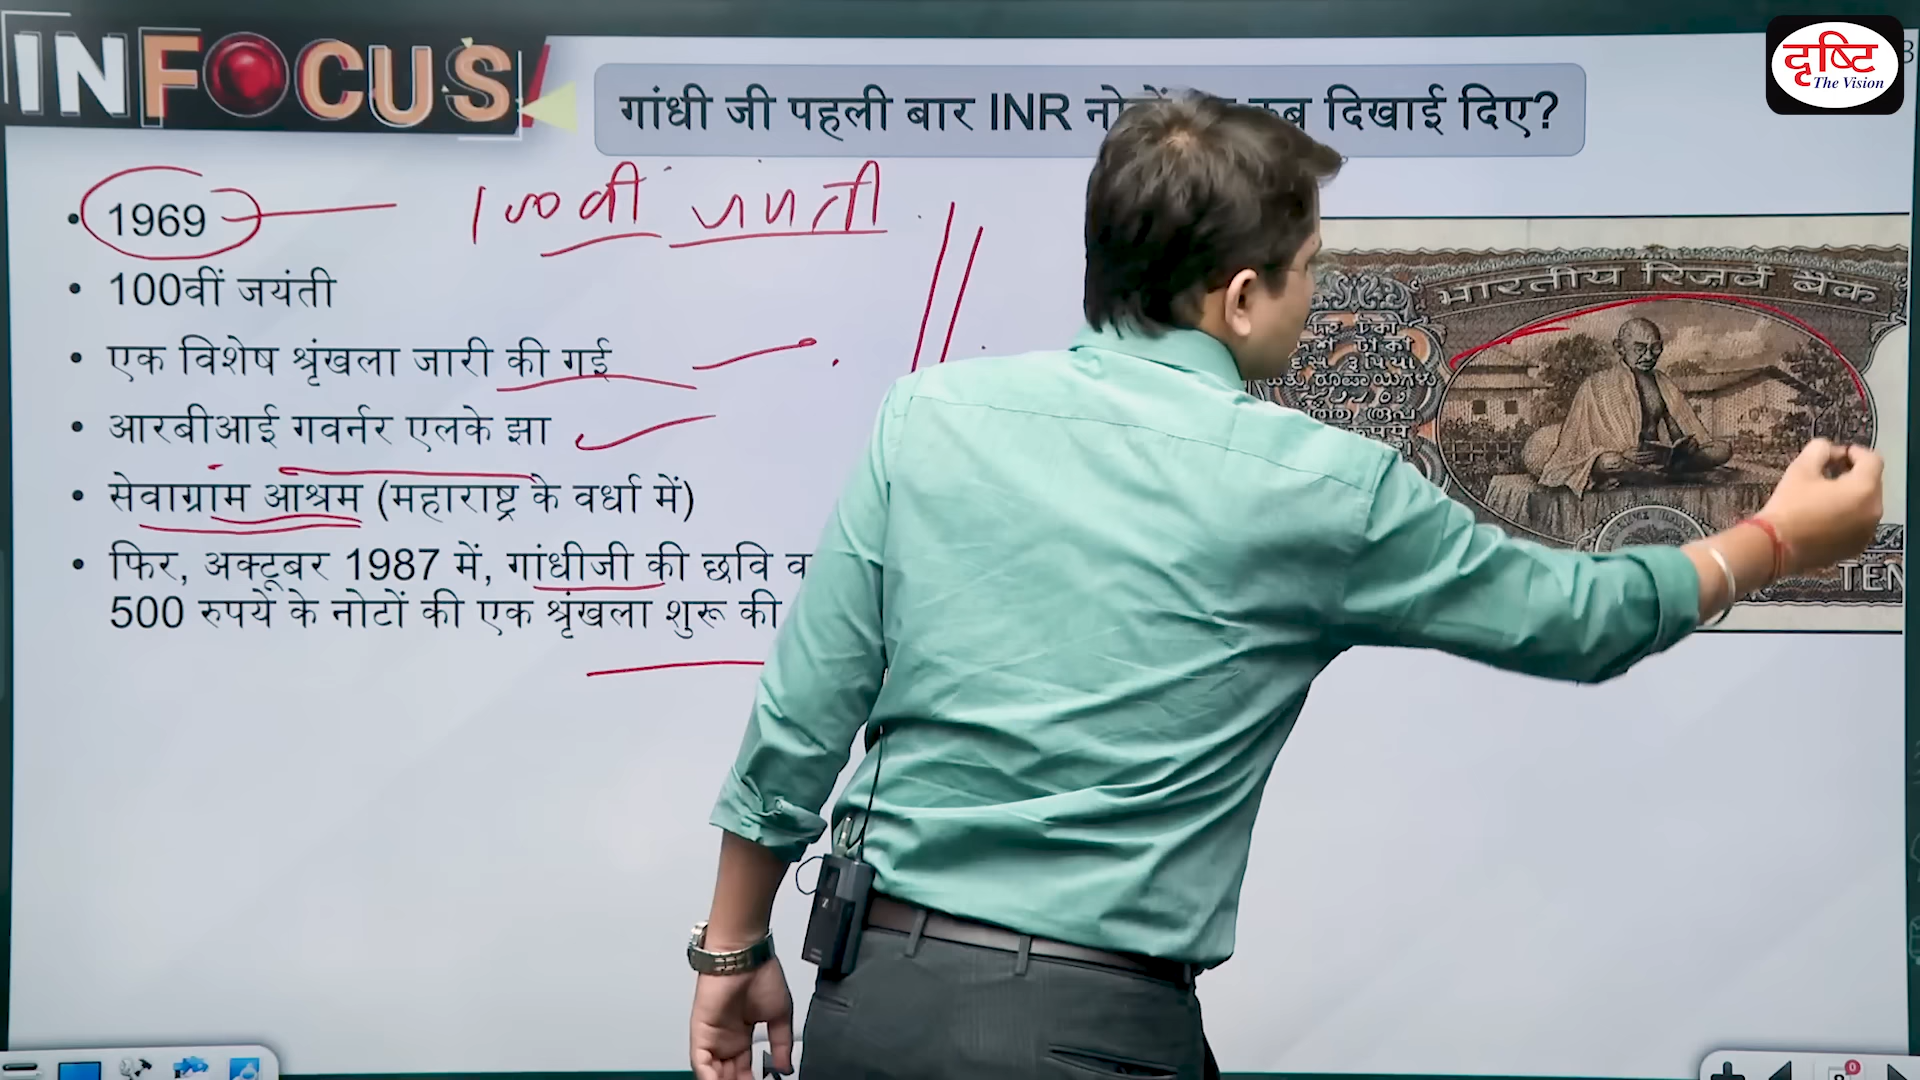 INFOCUS
गांधी जी पहली बार INR दिखाई दिए?
दृष्टि
The Vision
1969
100वीं जयंती
100वीं जयंती
एक विशेष श्रृंखला जारी की गई
आरबीआई गवर्नर एलके झा
सेवाग्राम आश्रम (महाराष्ट्र के वर्धा में)
फिर, अक्टूबर 1987 में, गांधीजी की छवि
500 रुपये के नोटों की एक श्रृंखला शुरू की
भारतीय रिजर्व बैंक
TEN